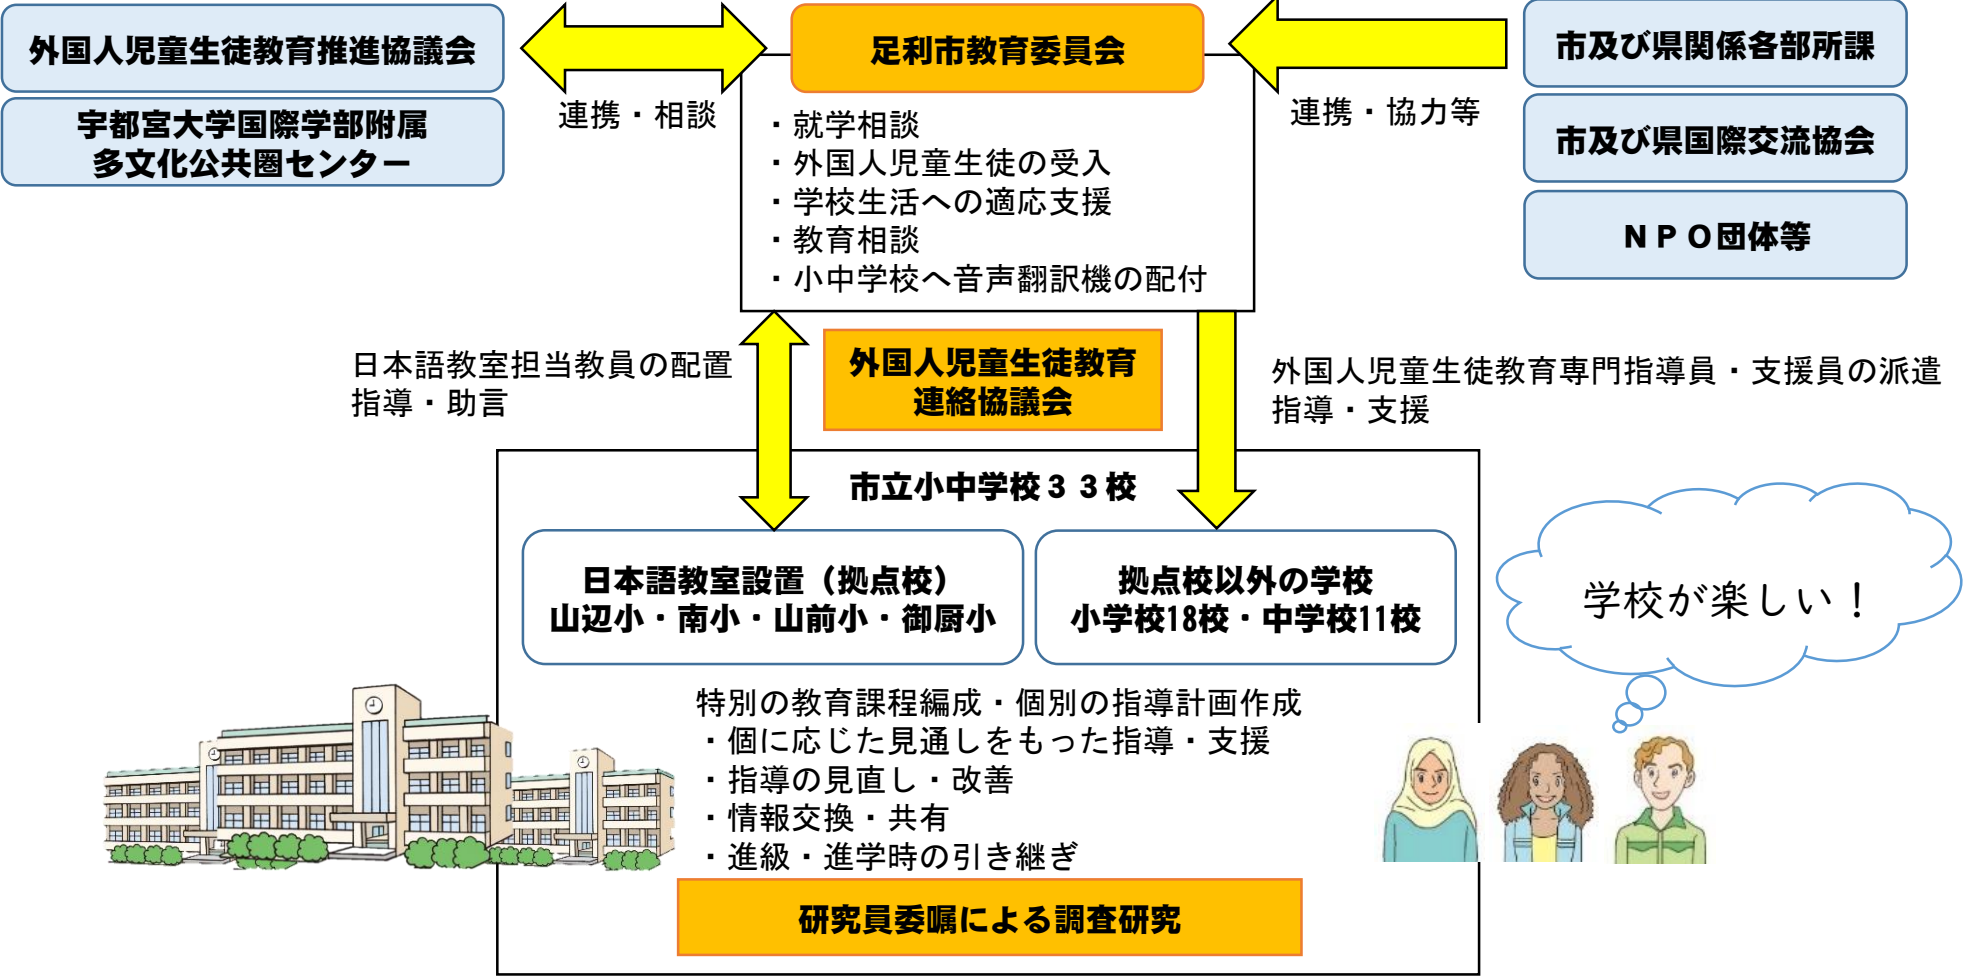 外国人児童生徒教育推進協議会
宇都宮大学国際学部附属
多文化公共圏センター
連携・相談
足利市教育委員会
・就学相談
・外国人児童生徒の受入
・学校生活への適応支援
・教育相談
・小中学校へ音声翻訳機の配付
連携・協力等
市及び県関係各部所課
市及び県国際交流協会
ＮＰＯ団体等
日本語教室担当教員の配置
指導・助言
外国人児童生徒教育
連絡協議会
外国人児童生徒教育専門指導員・支援員の派遣
指導・支援
市立小中学校３３校
日本語教室設置（拠点校）
山辺小・南小・山前小・御厨小
拠点校以外の学校
小学校18校・中学校11校
学校が楽しい！
特別の教育課程編成・個別の指導計画作成
・個に応じた見通しをもった指導・支援
・指導の見直し・改善
・情報交換・共有
・進級・進学時の引き継ぎ
研究員委嘱による調査研究